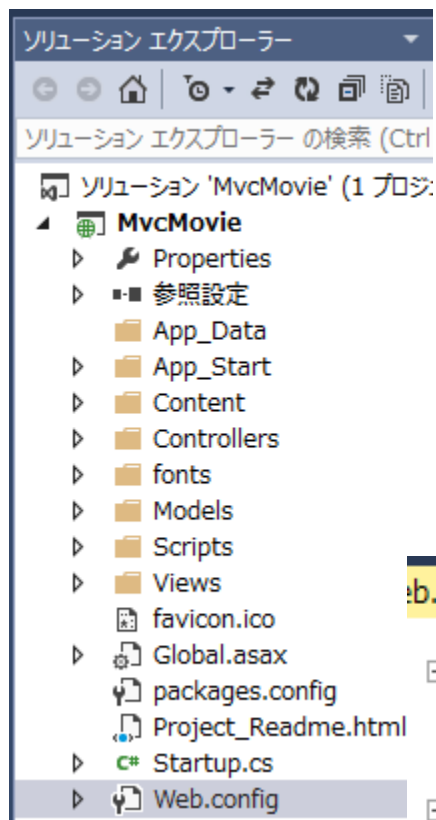 ソリューション エクスプローラー
ソリューション エクスプローラー の検索 (Ctrl
ソリューション 'MvcMovie' (1 プロジ
MvcMovie
Properties
参照設定
App_Data
App_Start
Content
Controllers
fonts
Models
Scripts
Views
eb.
favicon.ico
Global.asax
packages.config
Project_Readme.html
C# Startup.cs
Web.config